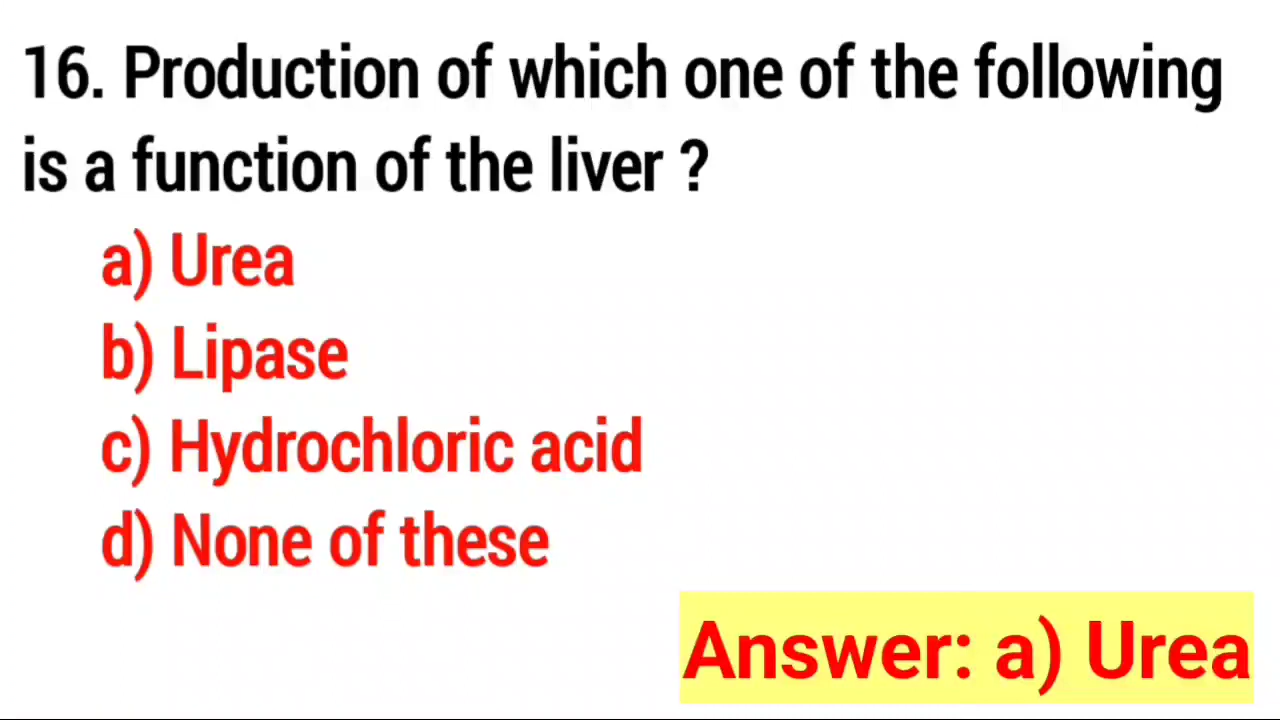 16. Production of which one of the following
is a function of the liver ?
a) Urea
b) Lipase
c) Hydrochloric acid
d) None of these
Answer: a) Urea